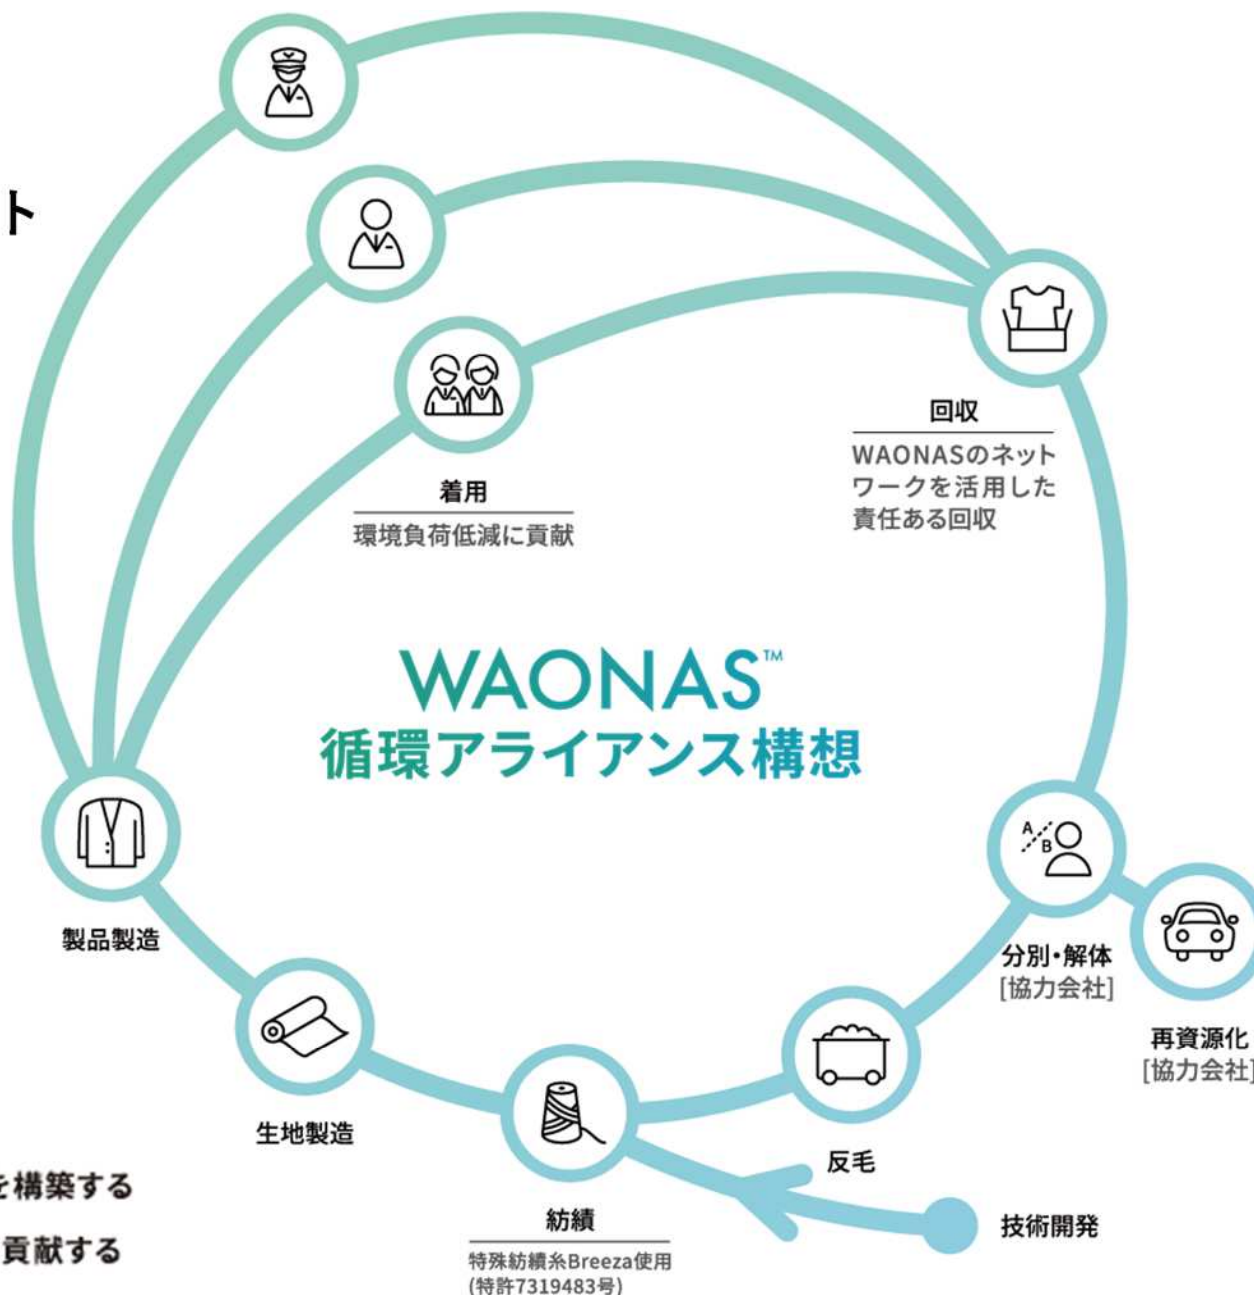 ト
A
B
回収
WAONASのネット
ワークを活用した
責任ある回収
着用
環境負荷低減に貢献
WAONAS™
循環アライアンス構想
製品製造
分別・解体
[協力会社]
再資源化
[協力会社]
生地製造
反毛
を構築する
貢献する
紡績
特殊紡績糸Breeza使用
(特許7319483号)
技術開発